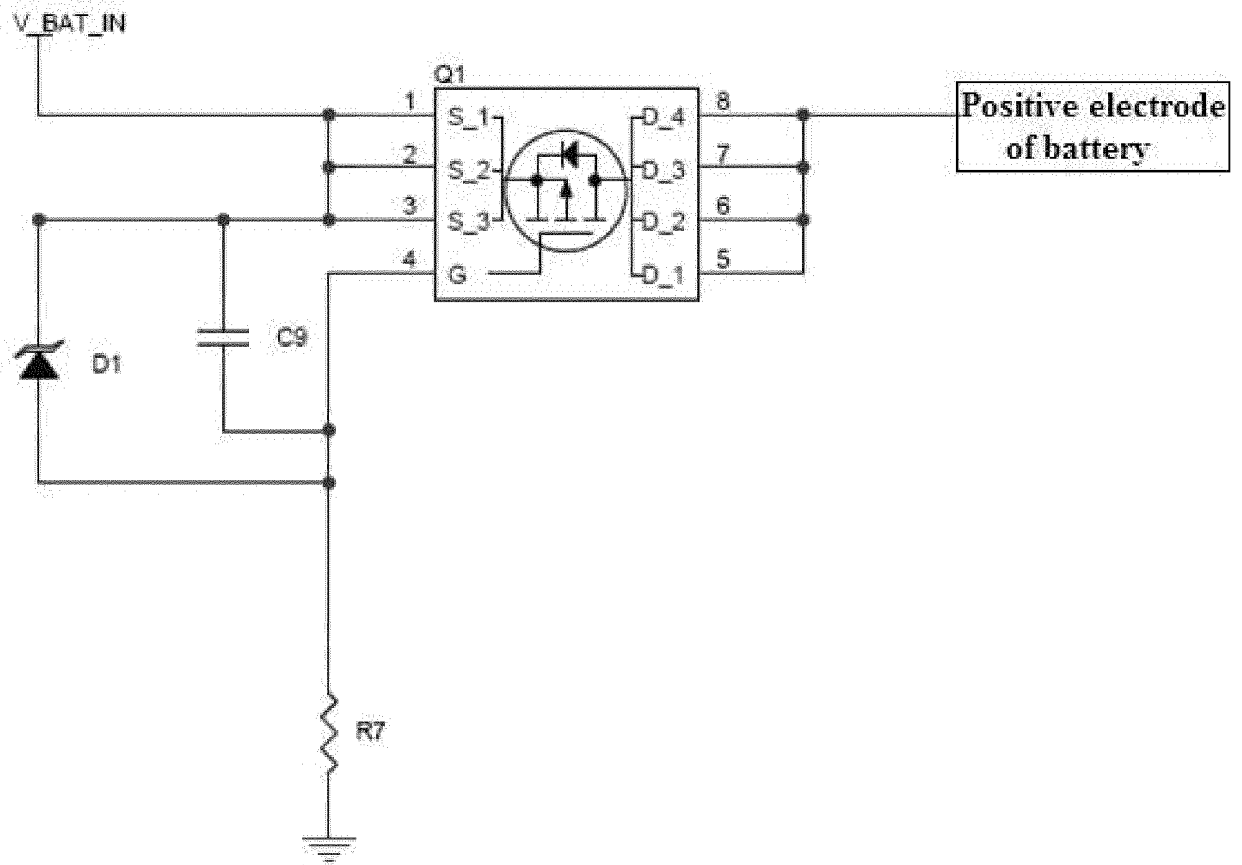 V_BAT_IN
Q1
1 S_1 D_4 8
2 S_2 D_3 7
3 S_3 D_2 6
4 G D_1 5
Positive electrode
of battery
C9
D1
R7